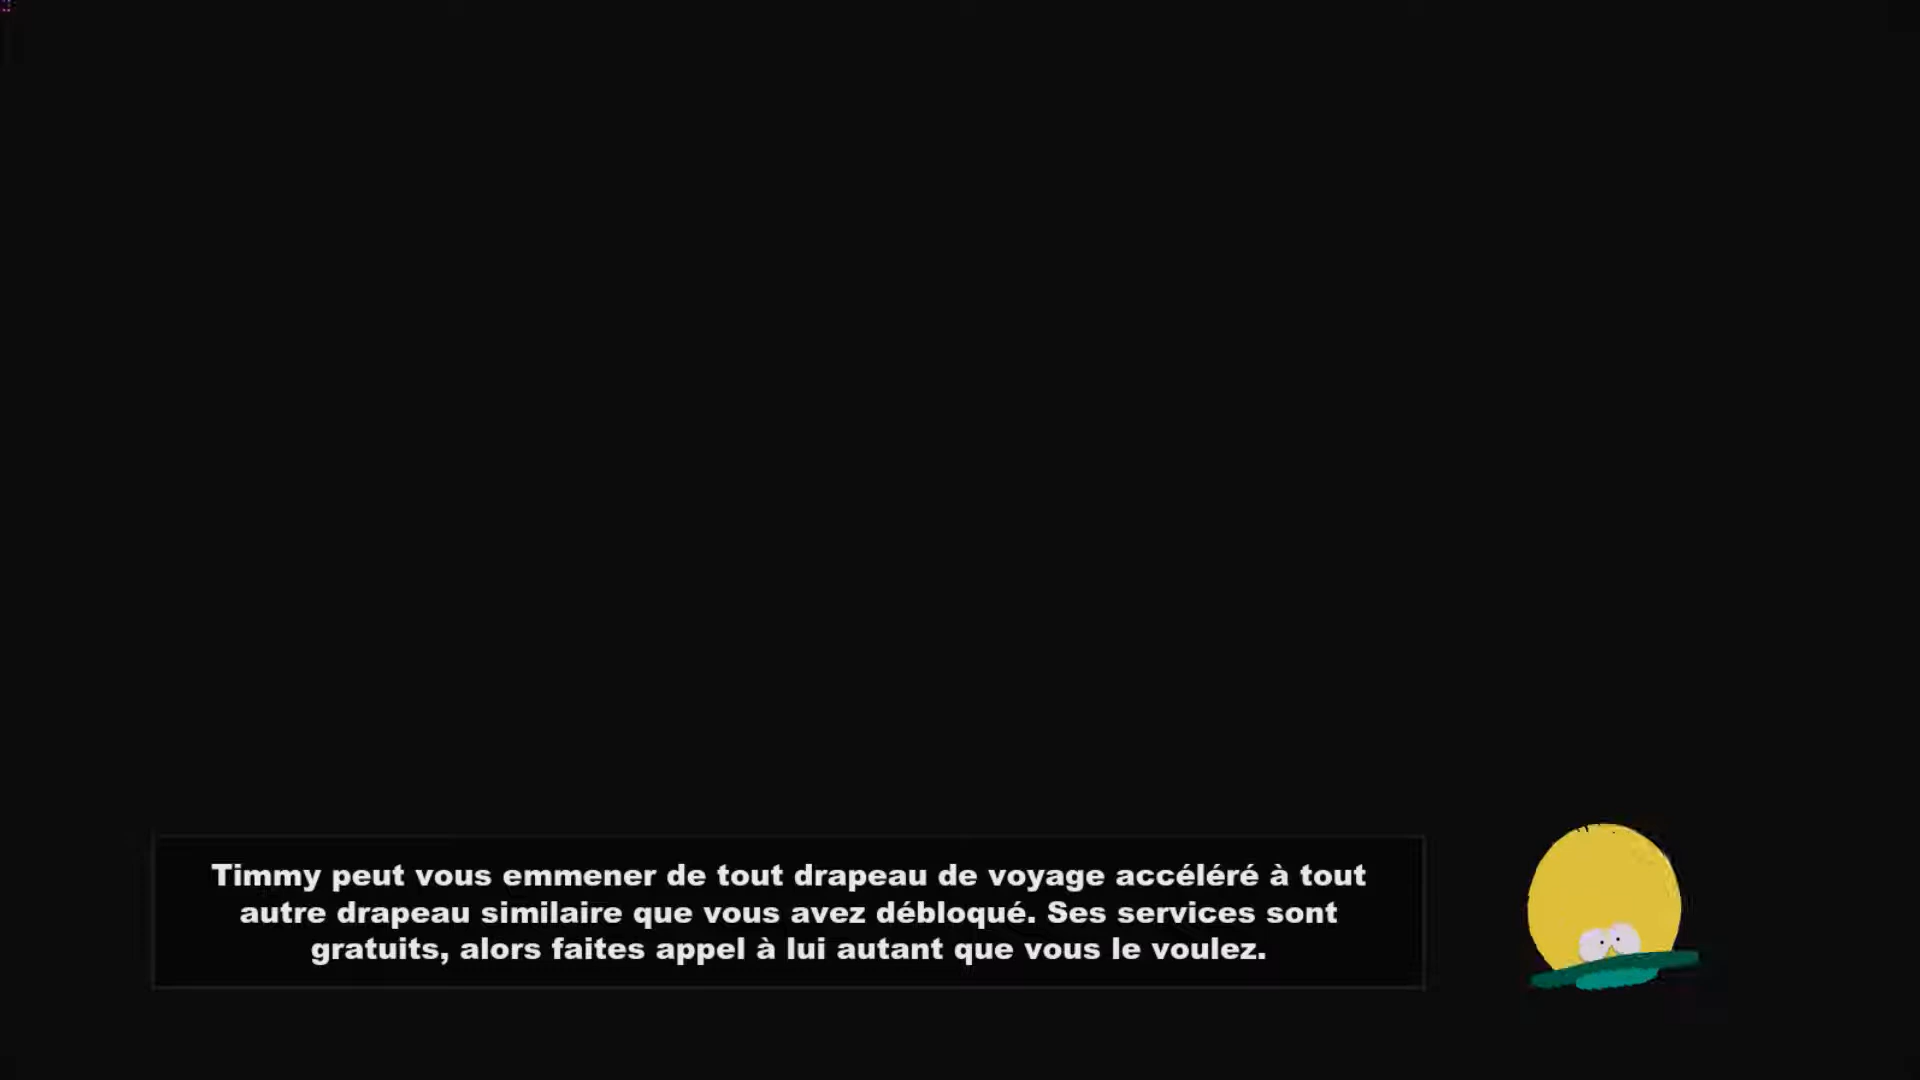 Timmy peut vous emmener de tout drapeau de voyage accéléré à tout
autre drapeau similaire que vous avez débloqué. Ses services sont
gratuits, alors faites appel à lui autant que vous le voulez.